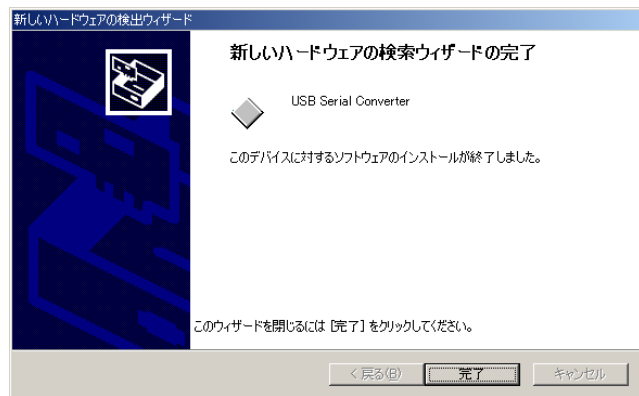 新しいハードウェアの検出ウィザード
新しいハードウェアの検索ウィザードの完了
USB Serial Converter
このデバイスに対するソフトウェアのインストールが終了しました。
このウィザードを閉じるには [完了] をクリックしてください。
< 戻る(B)
完了
キャンセル